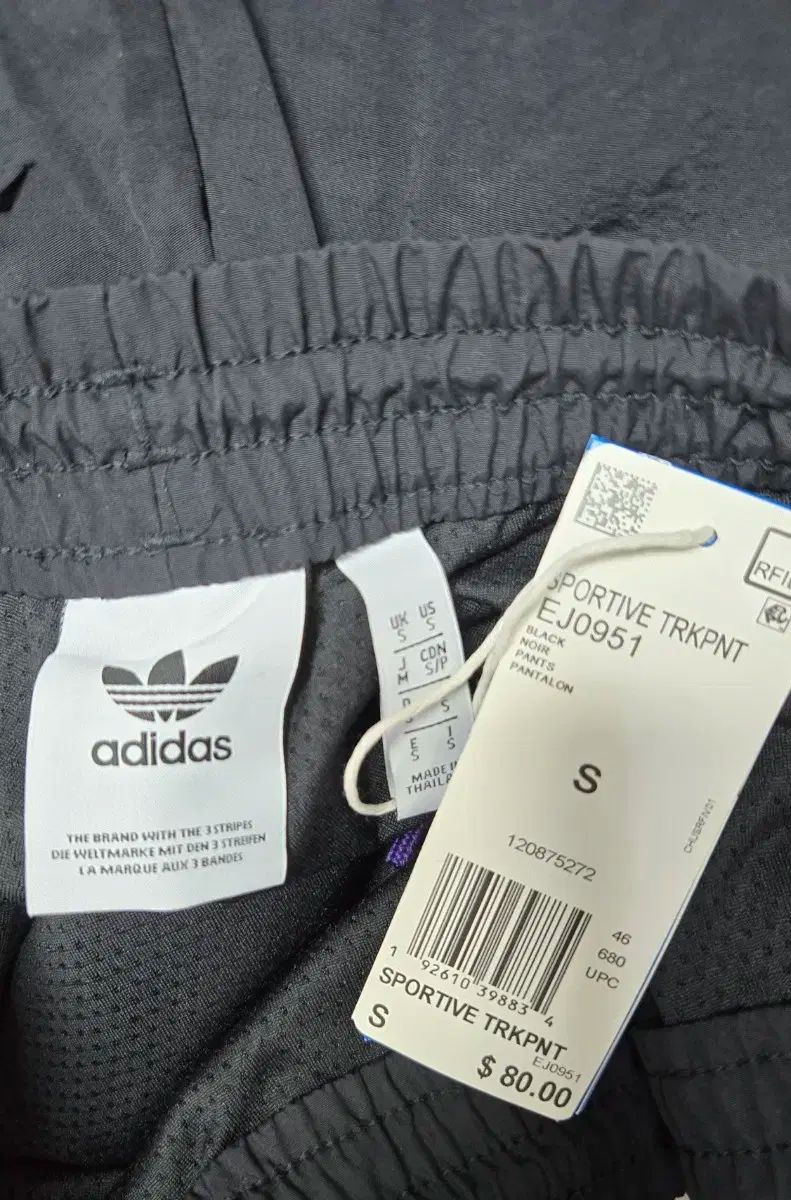 adidas
THE BRAND WITH THE 3 STRIPES
DIE WELTMARKE MIT DEN 3 STREIFEN
LA MARQUE AUX 3 BANDES
UK US
S S
J CDN
M S/P
S
E I
S S
MADE IN
RFID
SPORTIVE TRKPNT
EJ0951
BLACK
NOIR
PANTS
PANTALON
S
120875272
46
680
UPC
1 92610 39883 4
SPORTIVE TRKPNT
S
EJ0951
$ 80.00